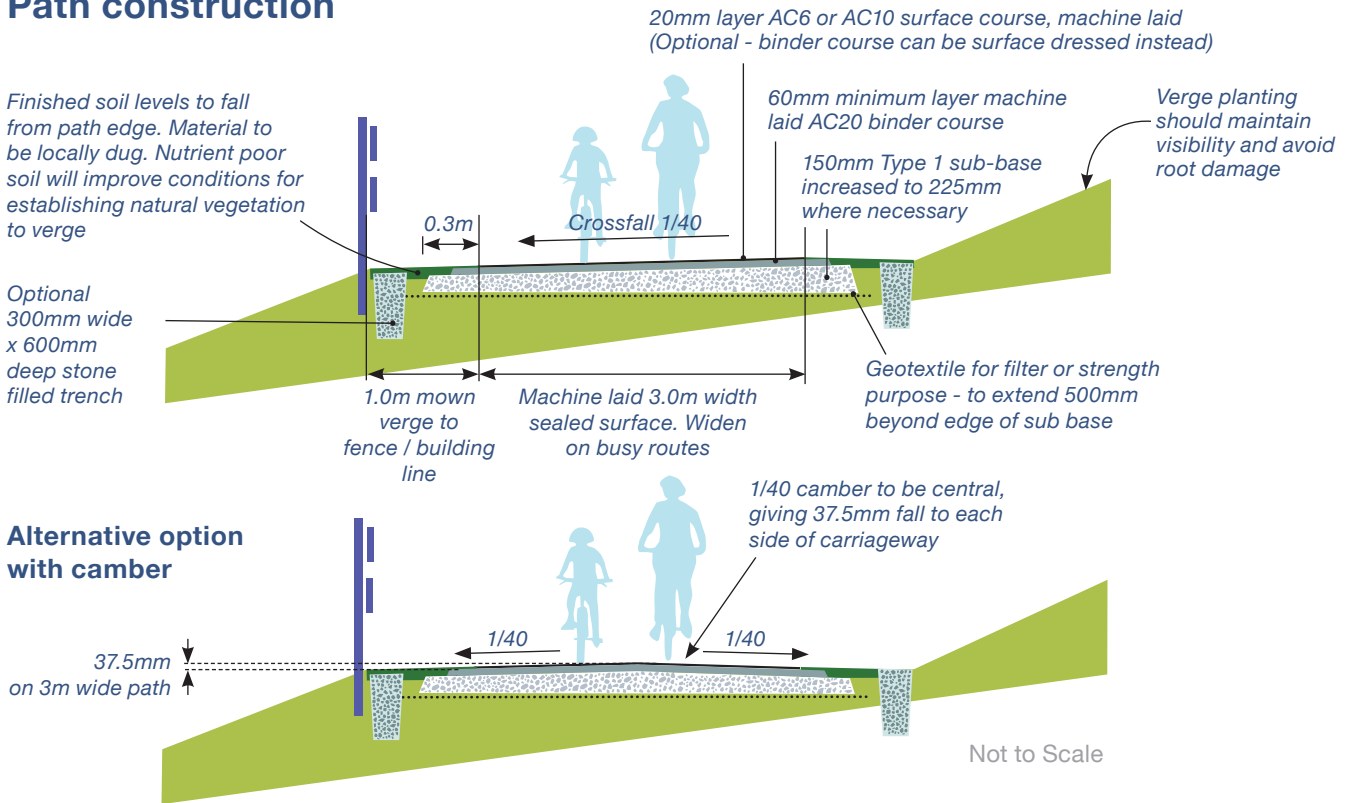 Path construction
20mm layer AC6 or AC10 surface course, machine laid
(Optional - binder course can be surface dressed instead)
Finished soil levels to fall
from path edge. Material to
be locally dug. Nutrient poor
soil will improve conditions for
establishing natural vegetation
to verge
60mm minimum layer machine
laid AC20 binder course
Verge planting
should maintain
visibility and avoid
root damage
150mm Type 1 sub-base
increased to 225mm
where necessary
0.3m
Crossfall 1/40
Optional
300mm wide
x 600mm
deep stone
filled trench
1.0m mown
verge to
fence / building
line
Machine laid 3.0m width
sealed surface. Widen
on busy routes
Geotextile for filter or strength
purpose - to extend 500mm
beyond edge of sub base
Alternative option
with camber
1/40 camber to be central,
giving 37.5mm fall to each
side of carriageway
1/40
1/40
37.5mm
on 3m wide path
Not to Scale